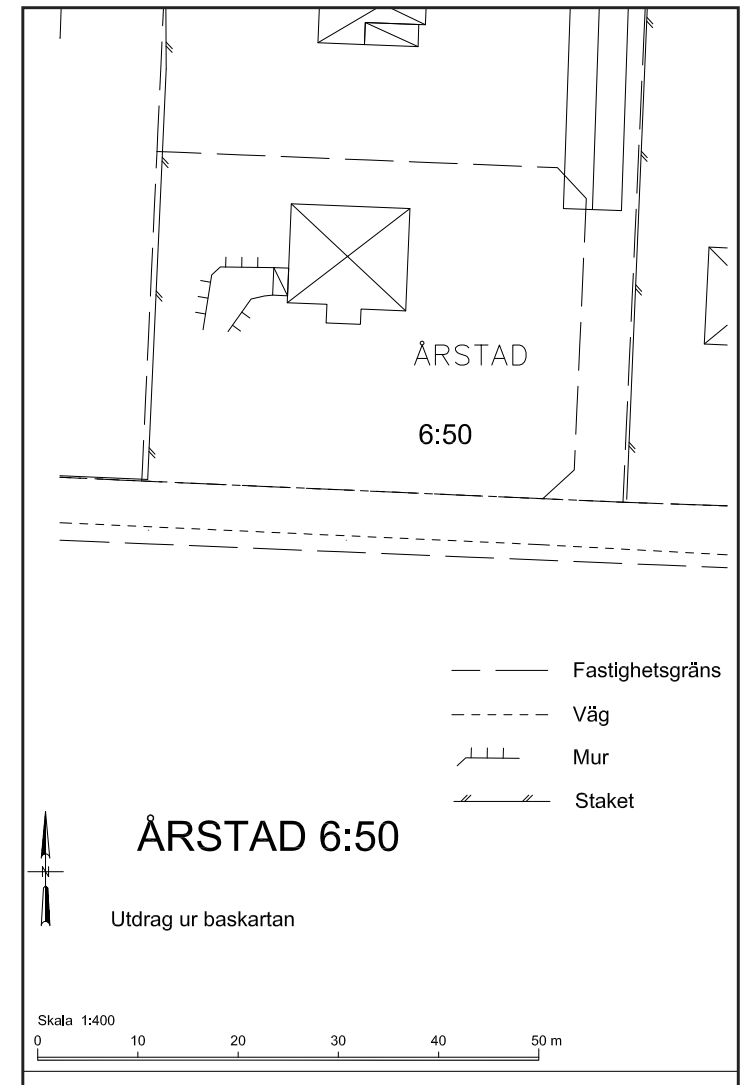 ÅRSTAD
6:50
Fastighetsgräns
Väg
Mur
Staket
ÅRSTAD 6:50
N
Utdrag ur baskartan
Skala 1:400
0 10 20 30 40 50 m